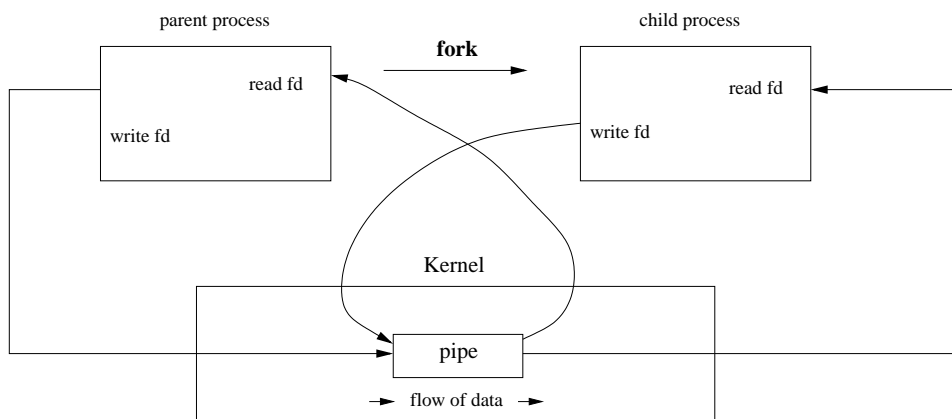 parent process
child process
fork
read fd
read fd
write fd
write fd
Kernel
pipe
flow of data